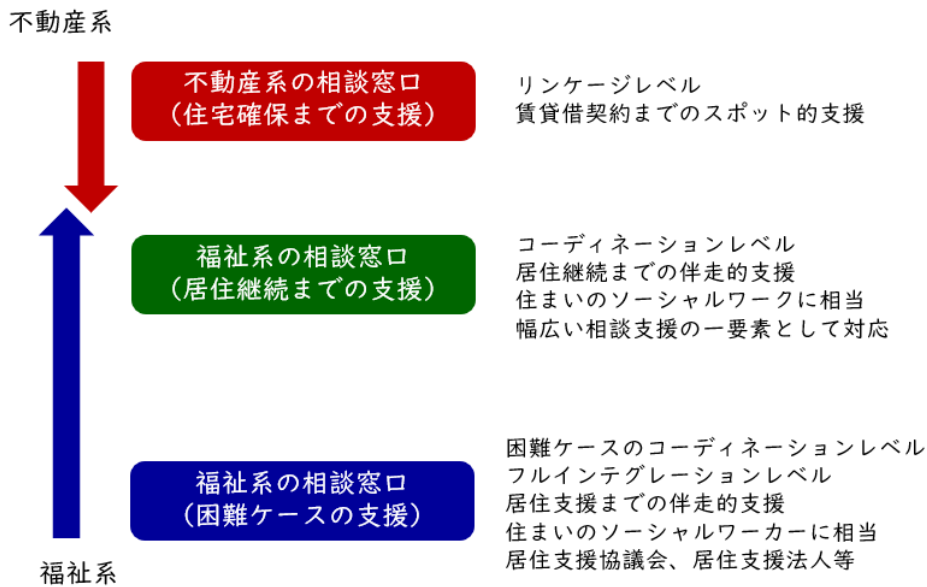 不動産系
不動産系の相談窓口
(住宅確保までの支援)
リンケージレベル
賃貸借契約までのスポット的支援
福祉系の相談窓口
(居住継続までの支援)
コーディネーションレベル
居住継続までの伴走的支援
住まいのソーシャルワークに相当
幅広い相談支援の一要素として対応
福祉系の相談窓口
(困難ケースの支援)
困難ケースのコーディネーションレベル
フルインテグレーションレベル
居住支援までの伴走的支援
住まいのソーシャルワーカーに相当
居住支援協議会、居住支援法人等
福祉系